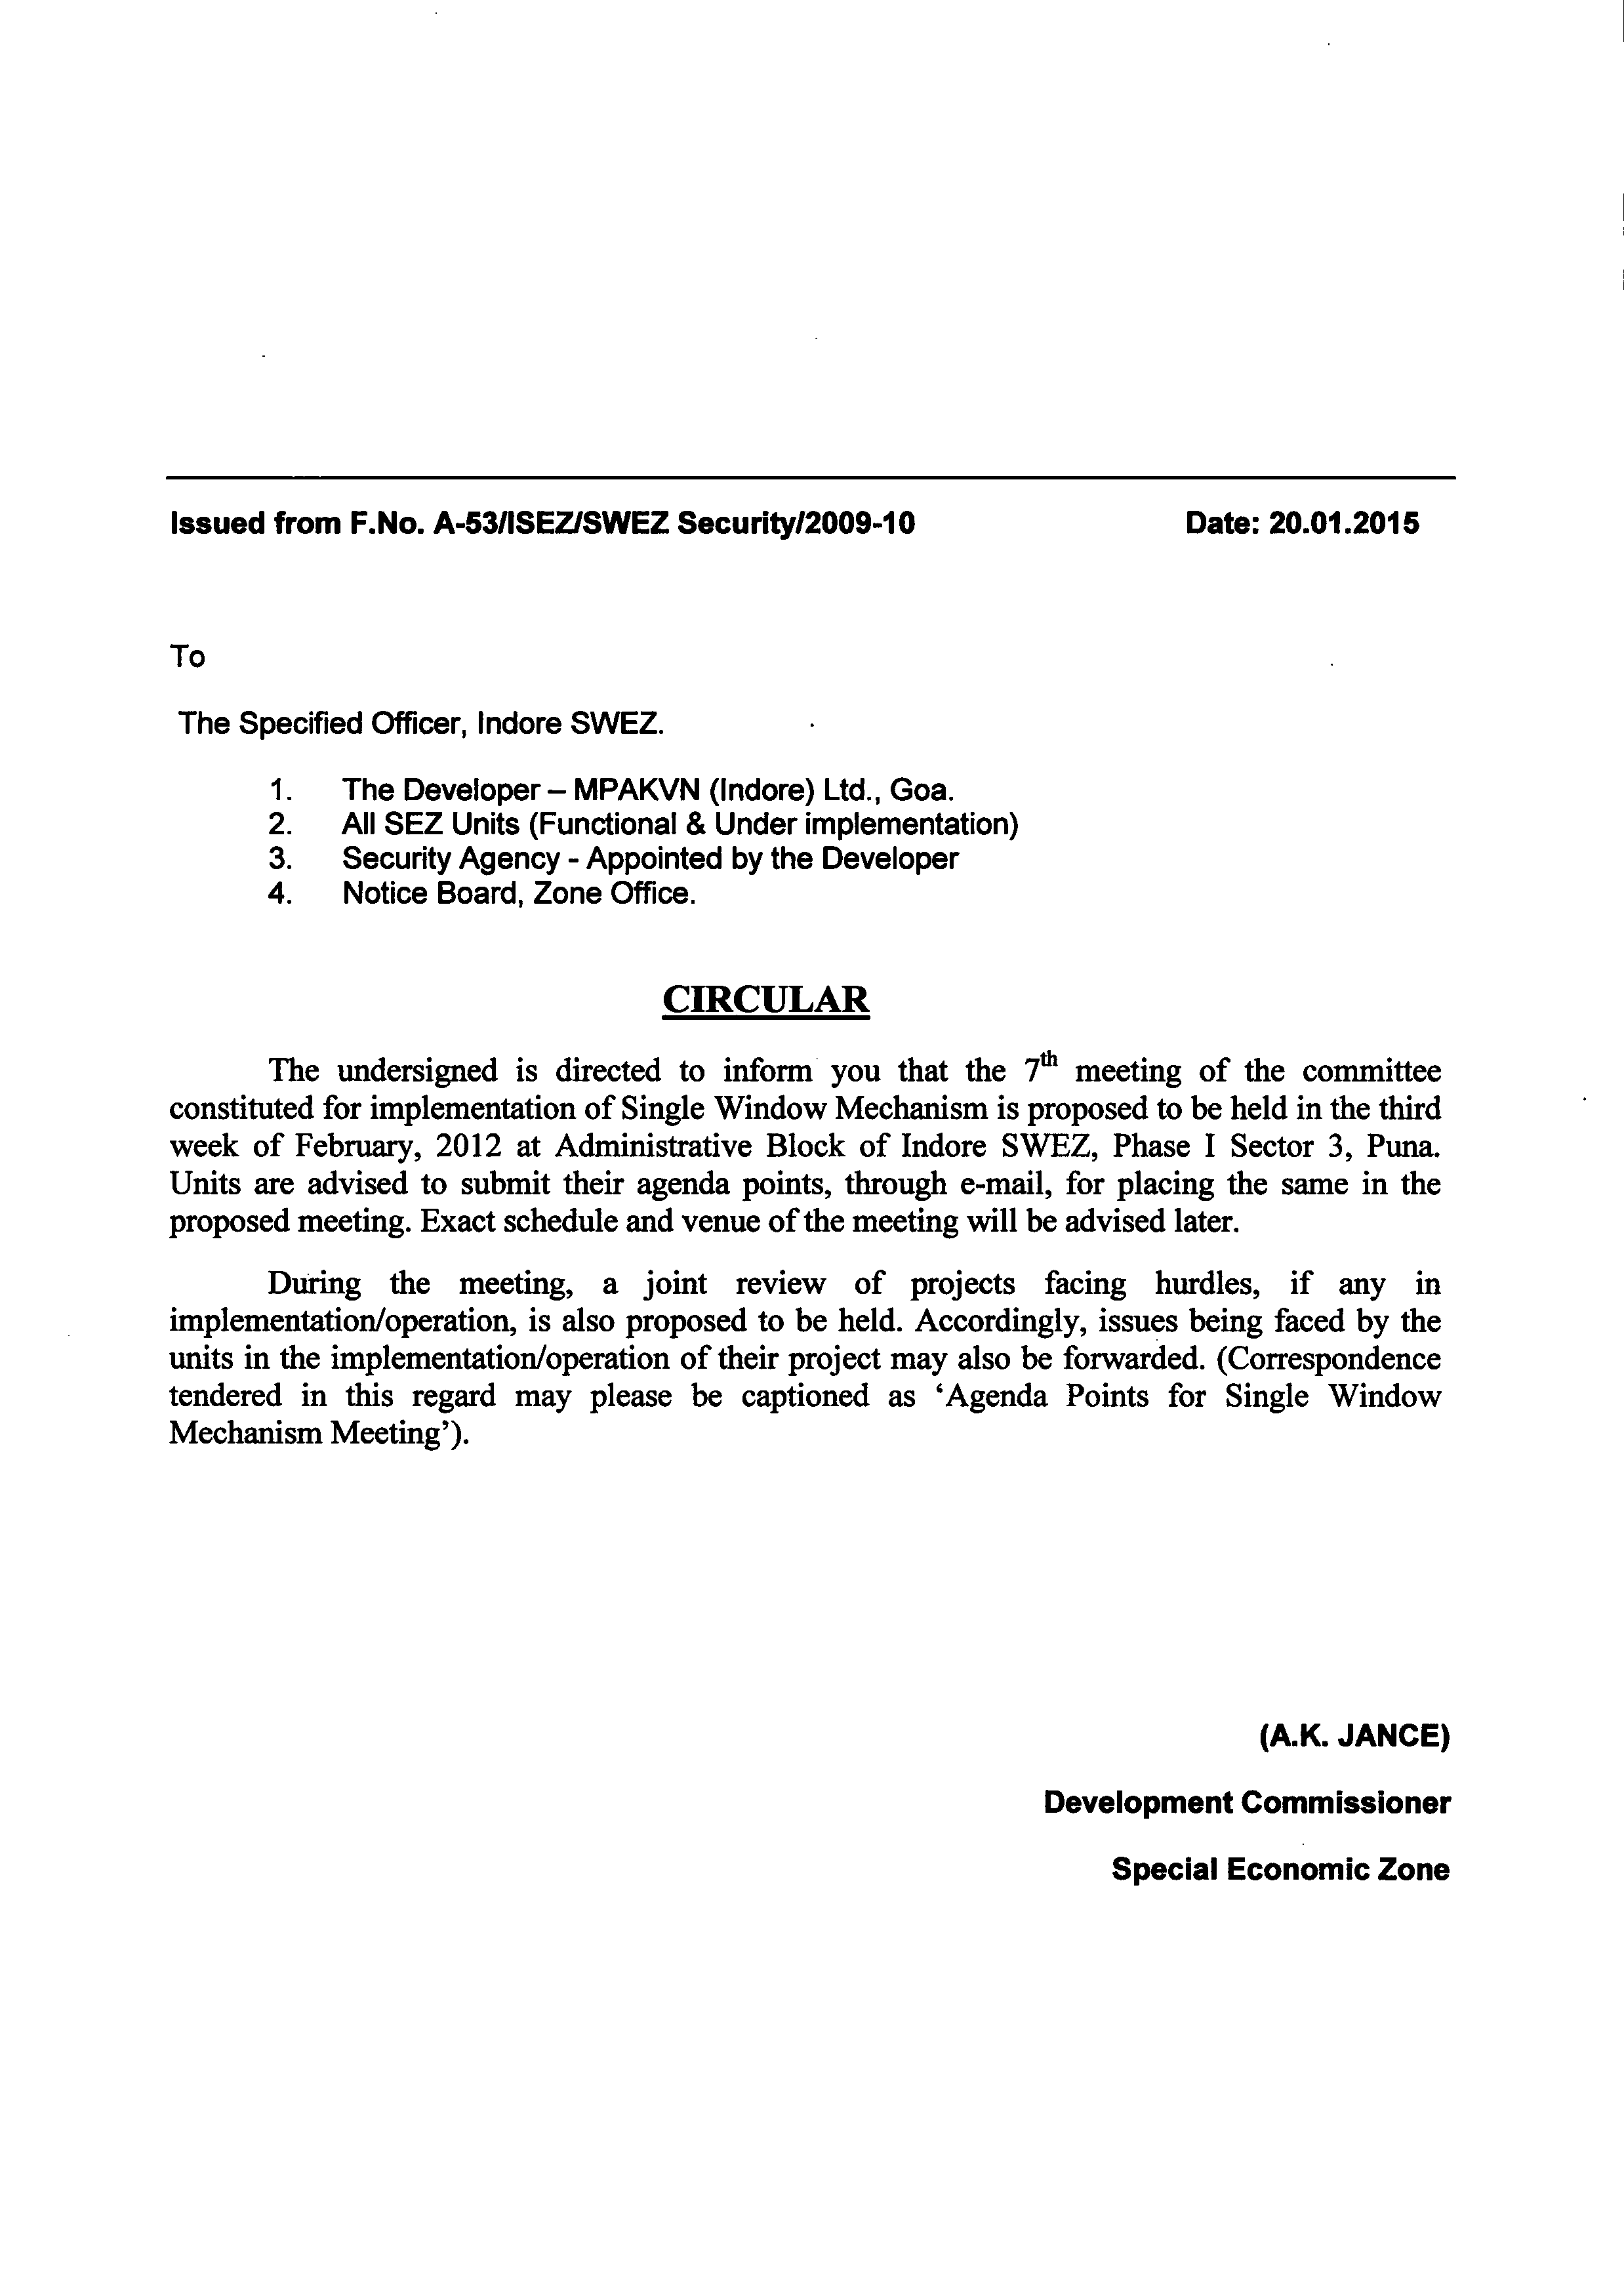 Issued from F.No. A-53/ISEZ/SWEZ Security/2009-10 Date: 20.01.2015
To
The Specified Officer, Indore SWEZ.
1. The Developer – MPAKVN (Indore) Ltd., Goa.
2. All SEZ Units (Functional & Under implementation)
3. Security Agency - Appointed by the Developer
4. Notice Board, Zone Office.
CIRCULAR
The undersigned is directed to inform you that the 7th meeting of the committee
constituted for implementation of Single Window Mechanism is proposed to be held in the third
week of February, 2012 at Administrative Block of Indore SWEZ, Phase I Sector 3, Puna.
Units are advised to submit their agenda points, through e-mail, for placing the same in the
proposed meeting. Exact schedule and venue of the meeting will be advised later.
During the meeting, a joint review of projects facing hurdles, if any in
implementation/operation, is also proposed to be held. Accordingly, issues being faced by the
units in the implementation/operation of their project may also be forwarded. (Correspondence
tendered in this regard may please be captioned as ‘Agenda Points for Single Window
Mechanism Meeting’).
(A.K. JANCE)
Development Commissioner
Special Economic Zone